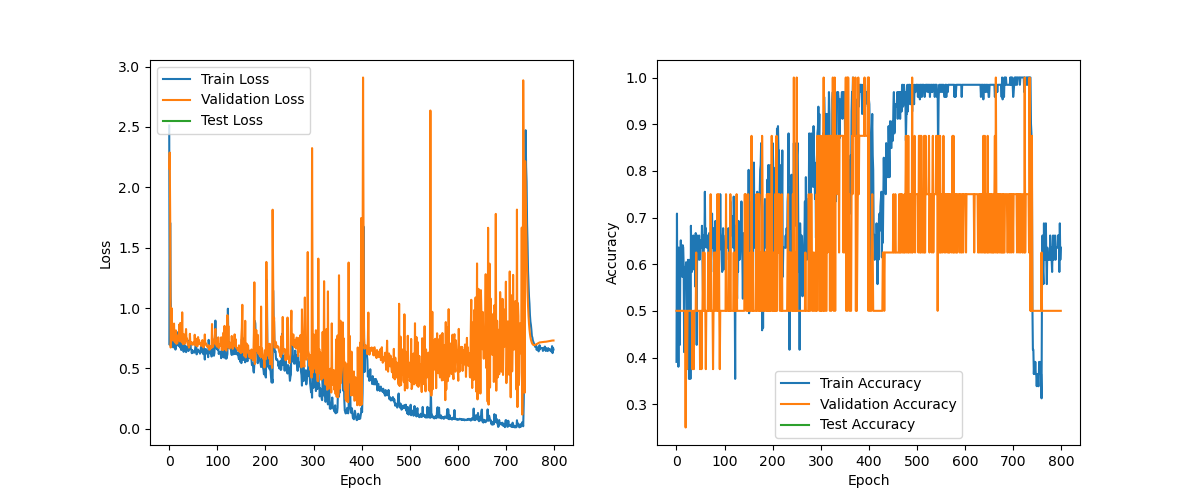 3.0
2.5
2.0
1.5
1.0
0.5
0.0
Loss
Train Loss
Validation Loss
Test Loss
0 100 200 300 400 500 600 700 800
Epoch
1.0
0.9
0.8
0.7
0.6
0.5
0.4
0.3
Accuracy
Train Accuracy
Validation Accuracy
Test Accuracy
0 100 200 300 400 500 600 700 800
Epoch